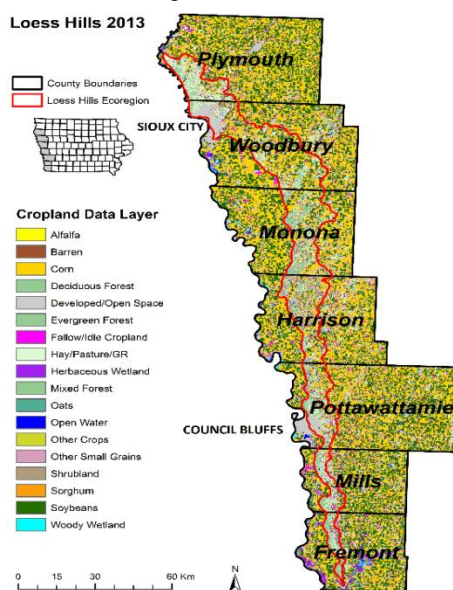 Loess Hills 2013
County Boundaries
Loess Hills Ecoregion
Plymouth
SIOUX CITY
Woodbury
Monona
Harrison
Pottawattamie
COUNCIL BLUFFS
Mills
Fremont
Cropland Data Layer
Alfalfa
Barren
Corn
Deciduous Forest
Developed/Open Space
Evergreen Forest
Fallow/Idle Cropland
Hay/Pasture/GR
Herbaceous Wetland
Mixed Forest
Oats
Open Water
Other Crops
Other Small Grains
Shrubland
Sorghum
Soybeans
Woody Wetland
0 15 30 60 Km
N